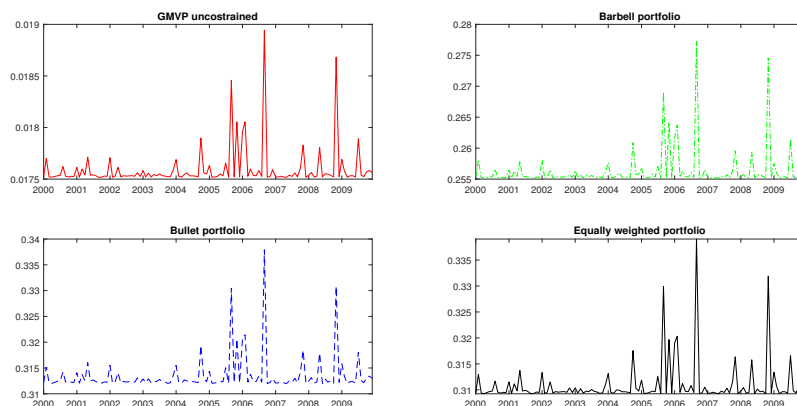 GMVP uncostrained
0.019
0.0185
0.018
0.0175
2000 2001 2002 2003 2004 2005 2006 2007 2008 2009
Barbell portfolio
0.28
0.275
0.27
0.265
0.26
0.255
2000 2001 2002 2003 2004 2005 2006 2007 2008 2009
Bullet portfolio
0.34
0.335
0.33
0.325
0.32
0.315
0.31
2000 2001 2002 2003 2004 2005 2006 2007 2008 2009
Equally weighted portfolio
0.335
0.33
0.325
0.32
0.315
0.31
2000 2001 2002 2003 2004 2005 2006 2007 2008 2009